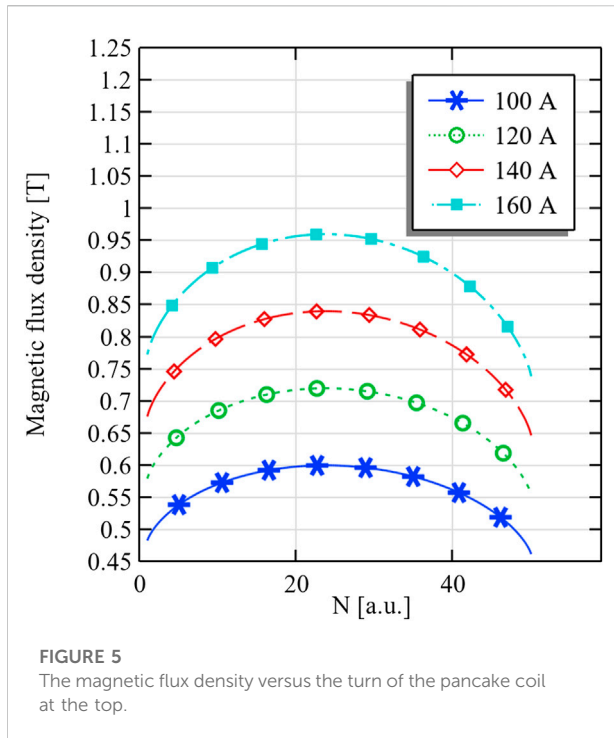 1.25
1.2
1.15
1.1
1.05
1
0.95
0.9
0.85
0.8
0.75
0.7
0.65
0.6
0.55
0.5
0.45
Magnetic flux density [T]
100 A
120 A
140 A
160 A
0 20 40
N [a.u.]
FIGURE 5
The magnetic flux density versus the turn of the pancake coil
at the top.